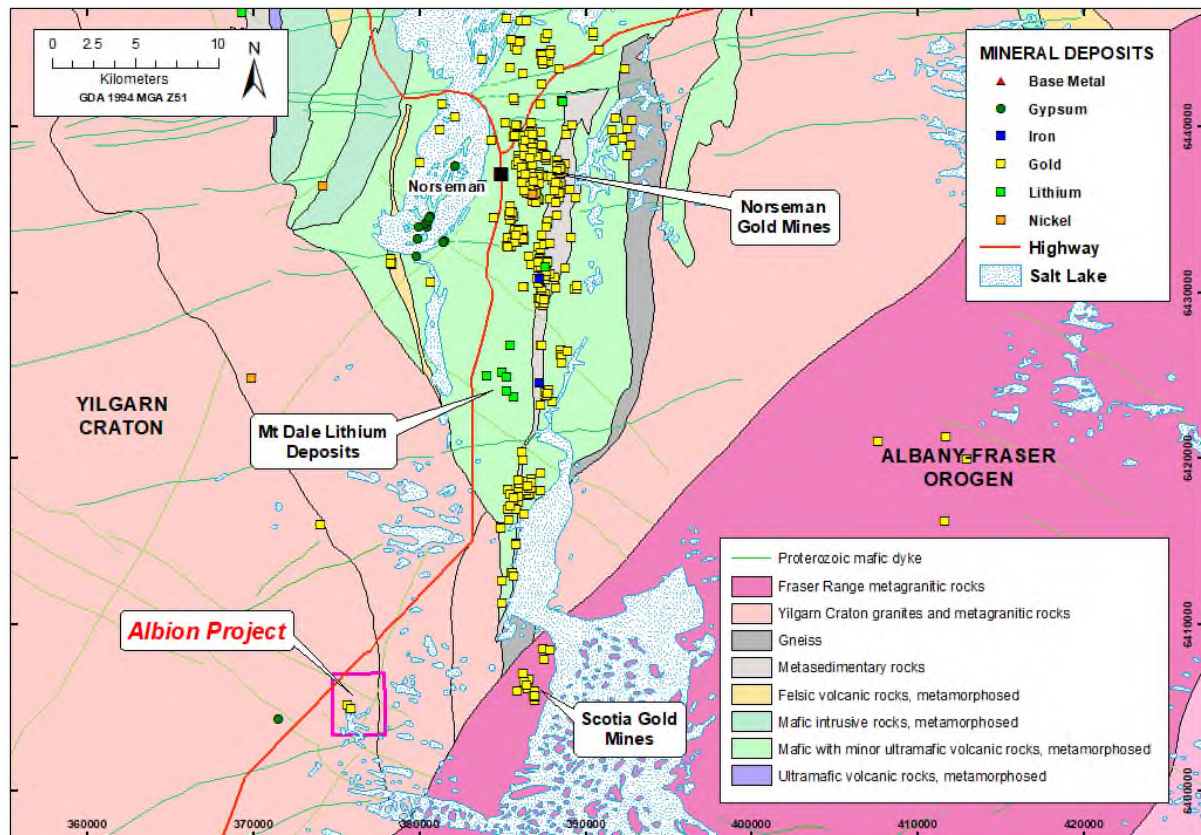 0 2.5 5 10
N
Kilometers
GDA 1994 MGA Z51
MINERAL DEPOSITS
Base Metal
Gypsum
Iron
Gold
Lithium
Nickel
Highway
Salt Lake
6440000
Norseman
Norseman
Gold Mines
6430000
YILGARN
CRATON
Mt Dale Lithium
Deposits
ALBANY-FRASER
OROGEN
6420000
Proterozoic mafic dyke
Fraser Range metagranitic rocks
Yilgarn Craton granites and metagranitic rocks
Gneiss
Metasedimentary rocks
Felsic volcanic rocks, metamorphosed
Mafic intrusive rocks, metamorphosed
Mafic with minor ultramafic volcanic rocks, metamorphosed
Ultramafic volcanic rocks, metamorphosed
Albion Project
6410000
Scotia Gold
Mines
6400000
360000 370000 380000 390000 400000 410000 420000